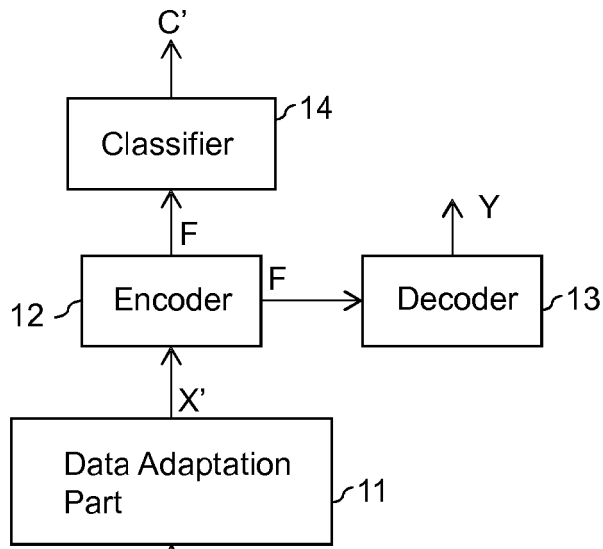 C’
14
Classifier
F
Y
F
Encoder
Decoder
12
13
X’
Data Adaptation
Part
11